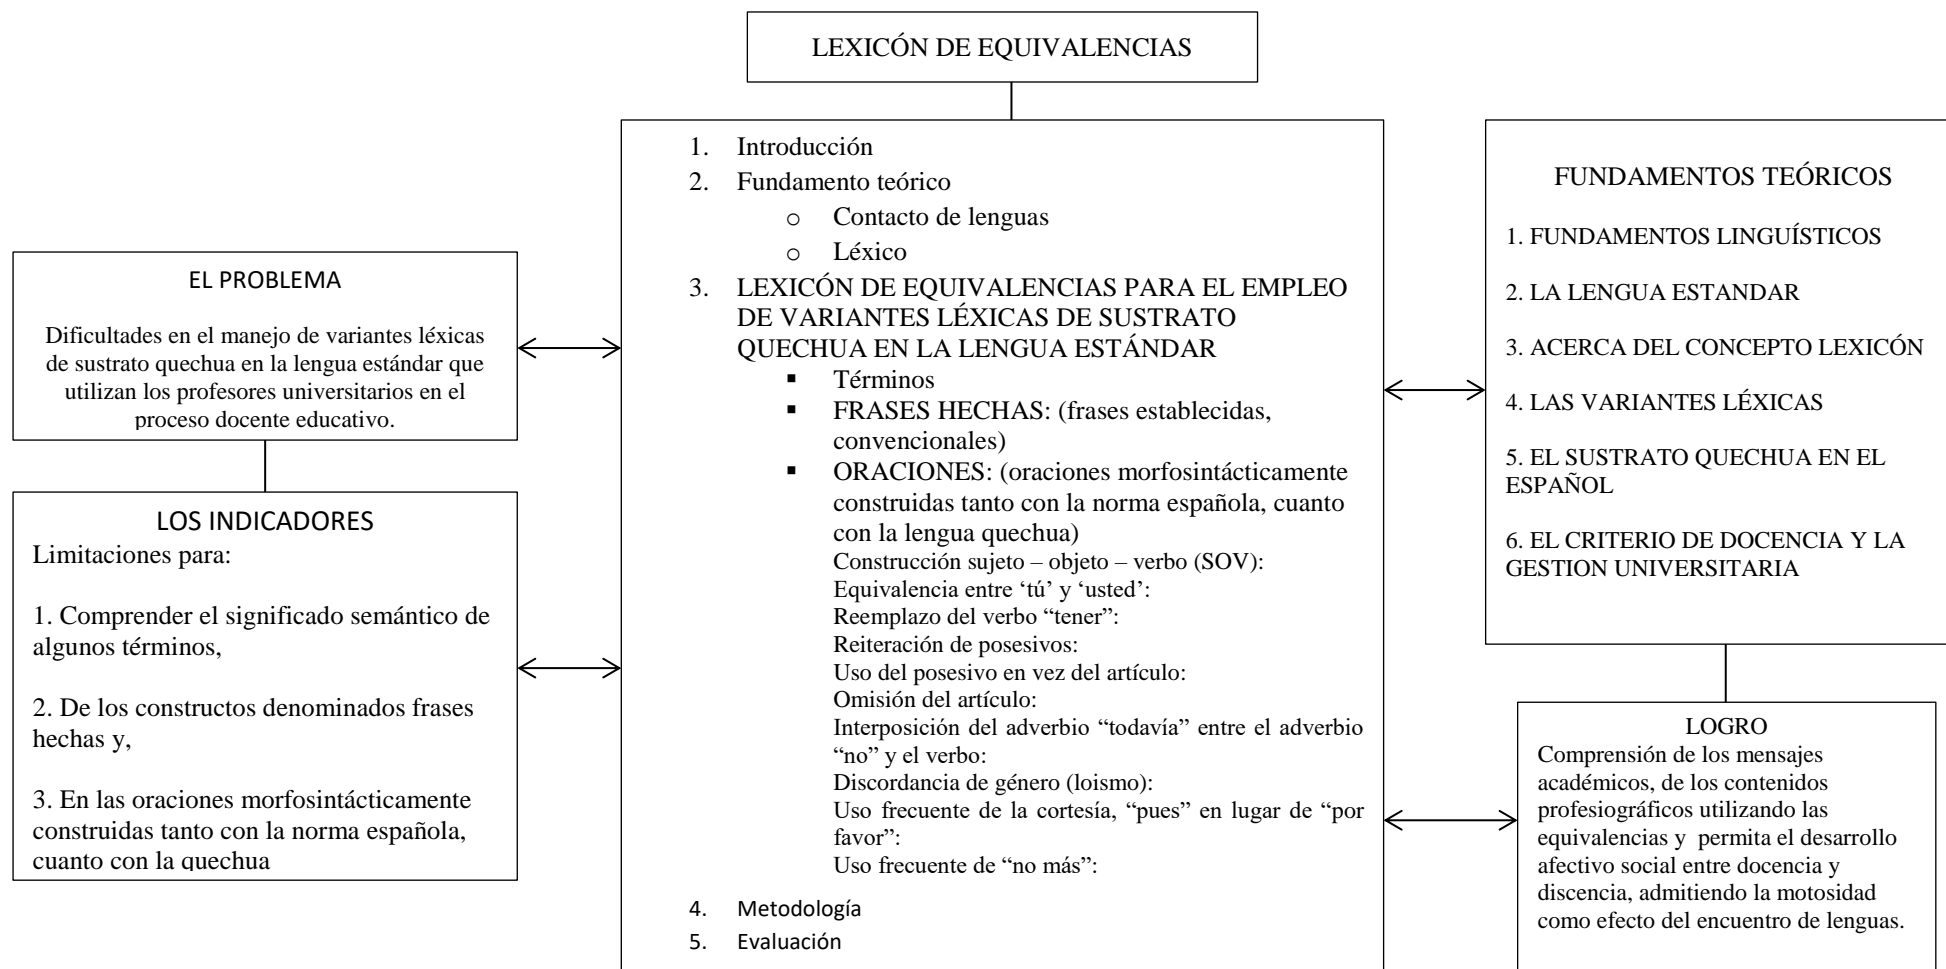 LEXICÓN DE EQUIVALENCIAS
EL PROBLEMA
Dificultades en el manejo de variantes léxicas
de sustrato quechua en la lengua estándar que
utilizan los profesores universitarios en el
proceso docente educativo.
LOS INDICADORES
Limitaciones para:
1. Comprender el significado semántico de
algunos términos,
2. De los constructos denominados frases
hechas y,
3. En las oraciones morfosintácticamente
construidas tanto con la norma española,
cuanto con la quechua
1. Introducción
2. Fundamento teórico
o Contacto de lenguas
o Léxico
3. LEXICÓN DE EQUIVALENCIAS PARA EL EMPLEO
DE VARIANTES LÉXICAS DE SUSTRATO
QUECHUA EN LA LENGUA ESTÁNDAR
▪ Términos
▪ FRASES HECHAS: (frases establecidas,
convencionales)
▪ ORACIONES: (oraciones morfosintácticamente
construidas tanto con la norma española, cuanto
con la lengua quechua)
Construcción sujeto – objeto – verbo (SOV):
Equivalencia entre ‘tú’ y ‘usted’:
Reemplazo del verbo “tener”:
Reiteración de posesivos:
Uso del posesivo en vez del artículo:
Omisión del artículo:
Interposición del adverbio “todavía” entre el adverbio
“no” y el verbo:
Discordancia de género (loismo):
Uso frecuente de la cortesía, “pues” en lugar de “por
favor”:
Uso frecuente de “no más”:
4. Metodología
5. Evaluación
FUNDAMENTOS TEÓRICOS
1. FUNDAMENTOS LINGUÍSTICOS
2. LA LENGUA ESTANDAR
3. ACERCA DEL CONCEPTO LEXICÓN
4. LAS VARIANTES LÉXICAS
5. EL SUSTRATO QUECHUA EN EL
ESPAÑOL
6. EL CRITERIO DE DOCENCIA Y LA
GESTION UNIVERSITARIA
LOGRO
Comprensión de los mensajes
académicos, de los contenidos
profesiográficos utilizando las
equivalencias y permita el desarrollo
afectivo social entre docencia y
discencia, admitiendo la motosidad
como efecto del encuentro de lenguas.